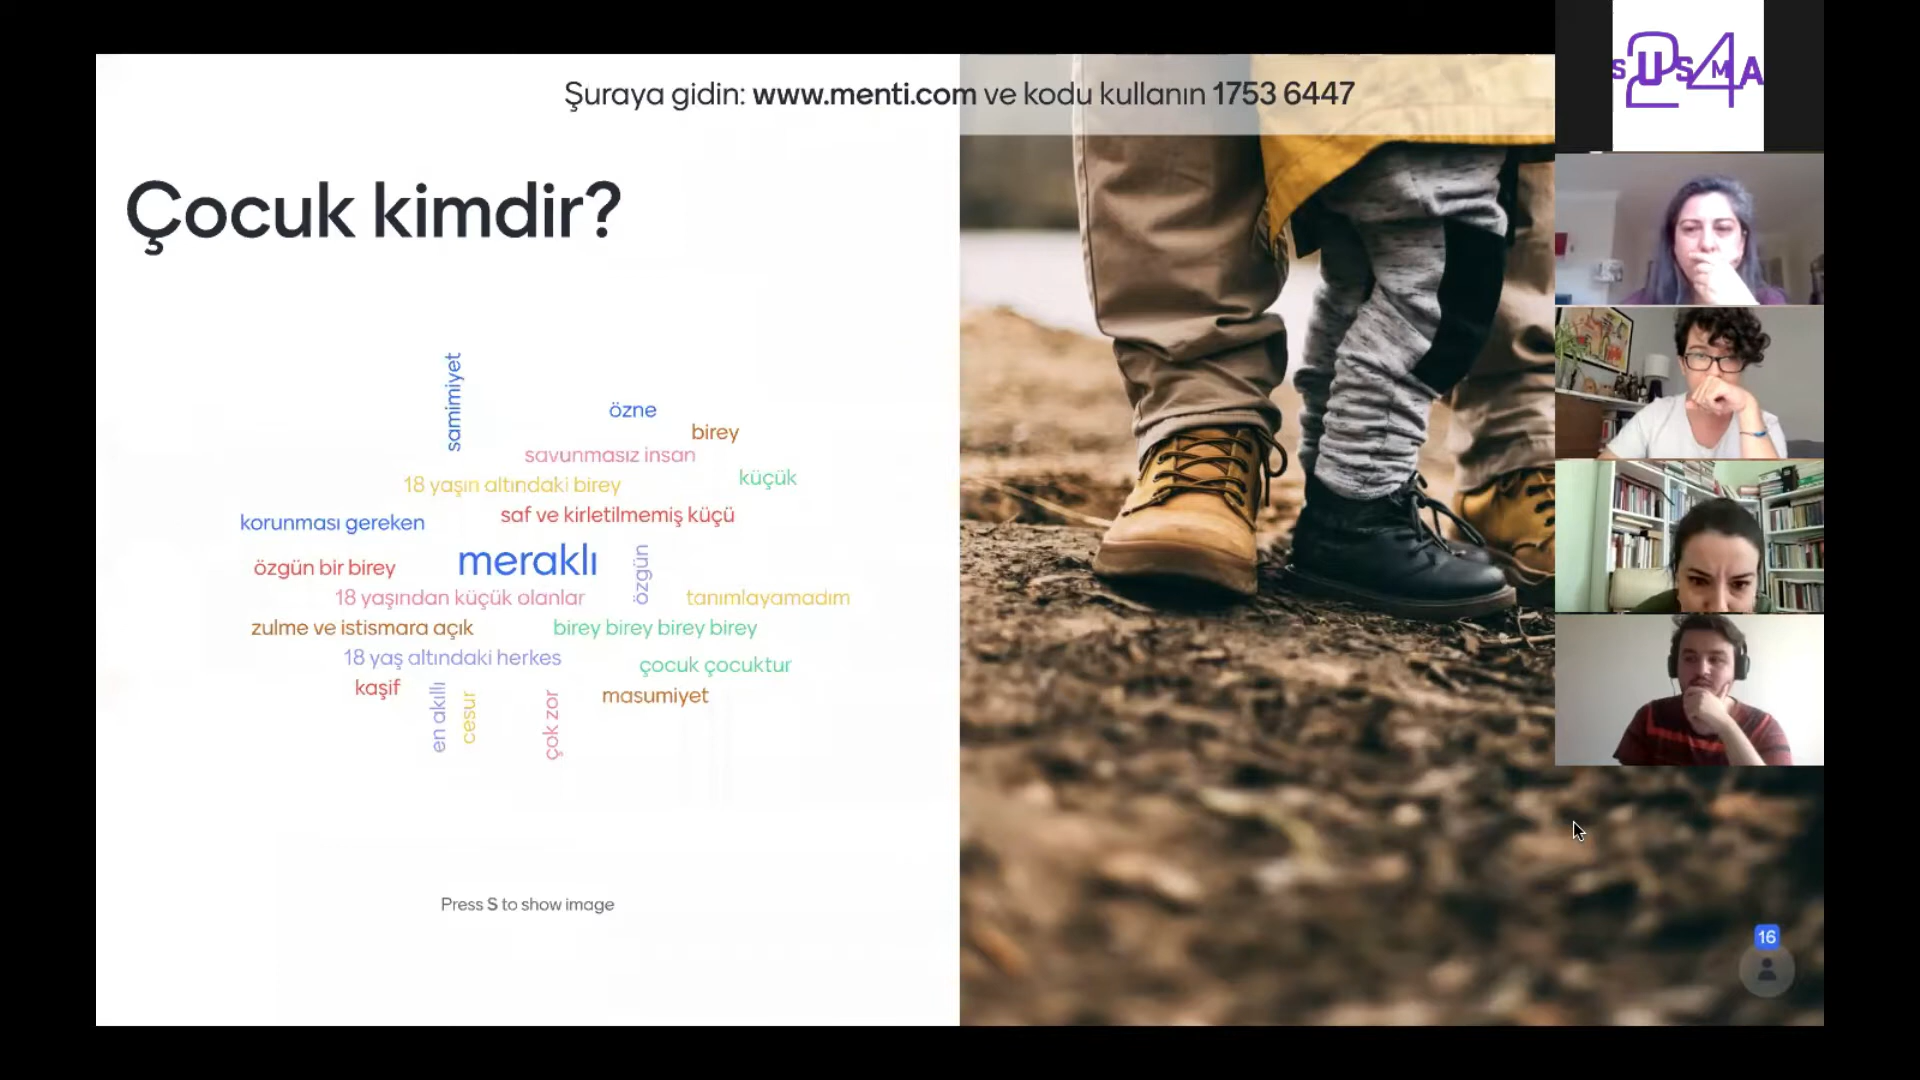 Şuraya gidin: www.menti.com ve kodu kullanın 1753 6447
SUSMA
24
Çocuk kimdir?
samimiyet
özne
birey
savunmasız insan
küçük
18 yaşın altındaki birey
saf ve kirletilmemiş küçü
korunması gereken
meraklı
özgün
özgün bir birey
18 yaşından küçük olanlar
tanımlayamadım
zulme ve istismara açık
birey birey birey birey
18 yaş altındaki herkes
çocuk çocuktur
kaşif
masumiyet
en akıllı
cesur
çok zor
Press S to show image
16